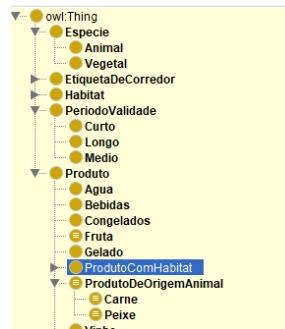 owl:Thing
Especie
Animal
Vegetal
EtiquetaDeCorredor
Habitat
PeriodoValidade
Curto
Longo
Medio
Produto
Agua
Bebidas
Congelados
Fruta
Gelado
ProdutoComHabitat
ProdutoDeOrigemAnimal
Carne
Peixe